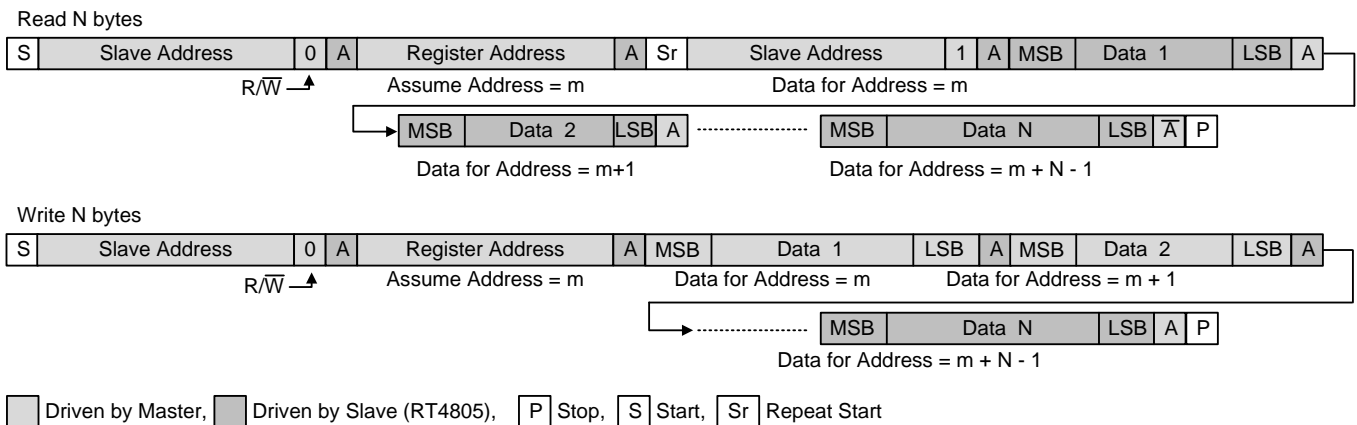 Read N bytes
S Slave Address 0 A Register Address A Sr Slave Address 1 A MSB Data 1 LSB A
R/W̅ Assume Address = m Data for Address = m
MSB Data 2 LSB A MSB Data N LSB A̅ P
Data for Address = m+1 Data for Address = m + N - 1
Write N bytes
S Slave Address 0 A Register Address A MSB Data 1 LSB A MSB Data 2 LSB A
R/W̅ Assume Address = m Data for Address = m Data for Address = m + 1
MSB Data N LSB A P
Data for Address = m + N - 1
Driven by Master, Driven by Slave (RT4805), P Stop, S Start, Sr Repeat Start